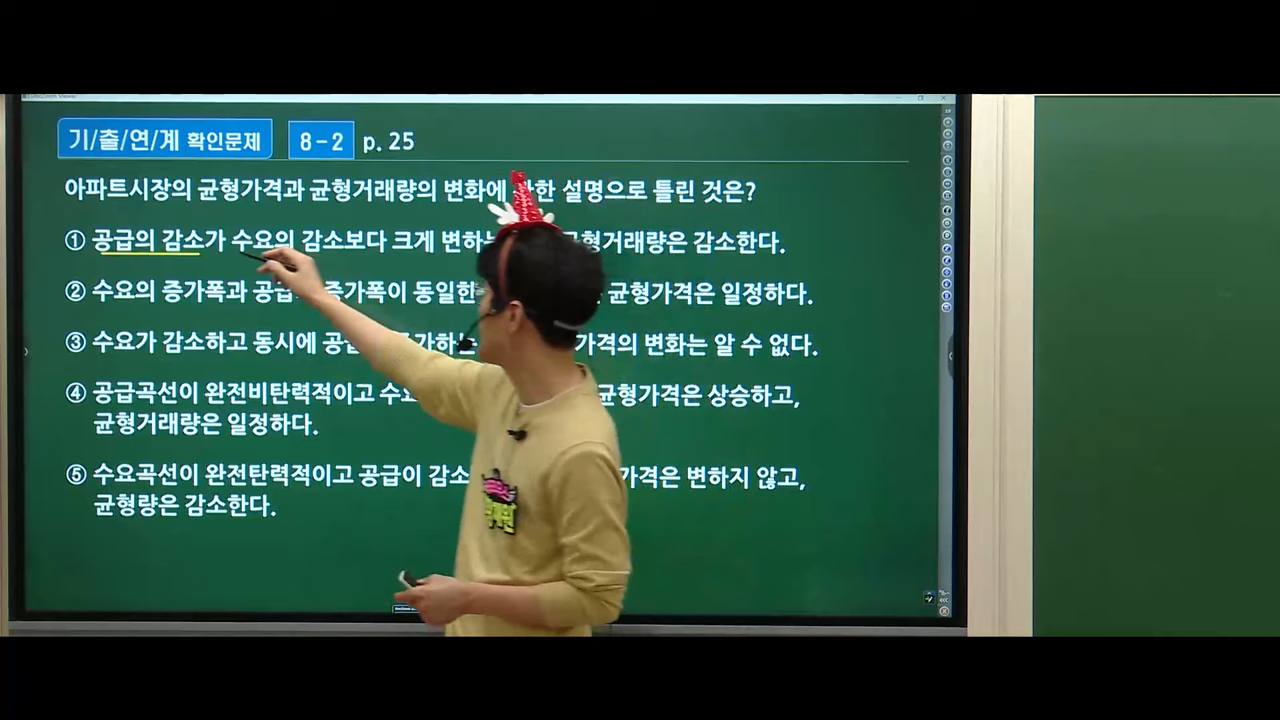 기/출/연/계 확인문제 8-2 p. 25
아파트시장의 균형가격과 균형거래량의 변화에 한 설명으로 틀린 것은?
① 공급의 감소가 수요의 감소보다 크게 변하는 균형거래량은 감소한다.
② 수요의 증가폭과 공급 증가폭이 동일한 균형가격은 일정하다.
③ 수요가 감소하고 동시에 공급 가격의 변화는 알 수 없다.
④ 공급곡선이 완전비탄력적이고 수요 균형가격은 상승하고,
균형거래량은 일정하다.
⑤ 수요곡선이 완전탄력적이고 공급이 감소 가격은 변하지 않고,
균형량은 감소한다.